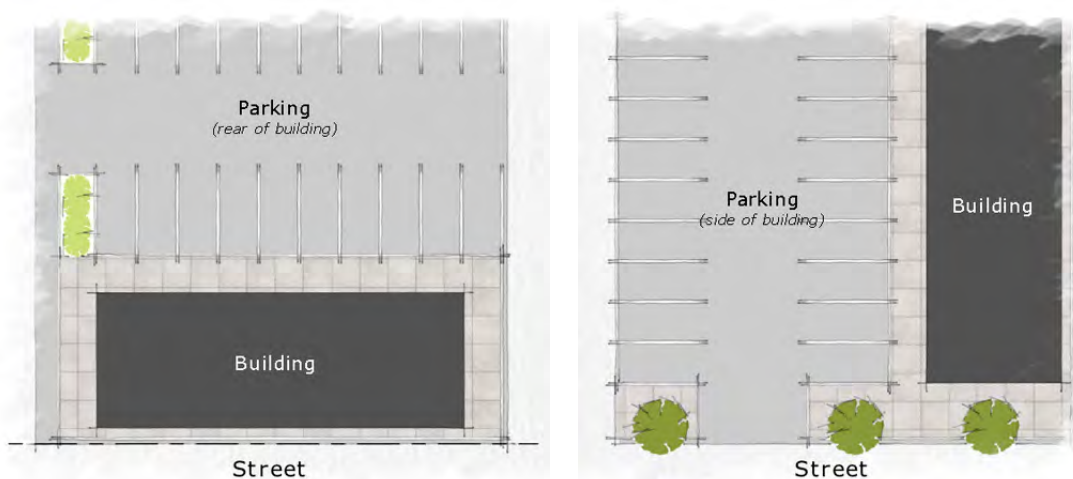 Parking
(rear of building)
Building
Street
Parking
(side of building)
Building
Street